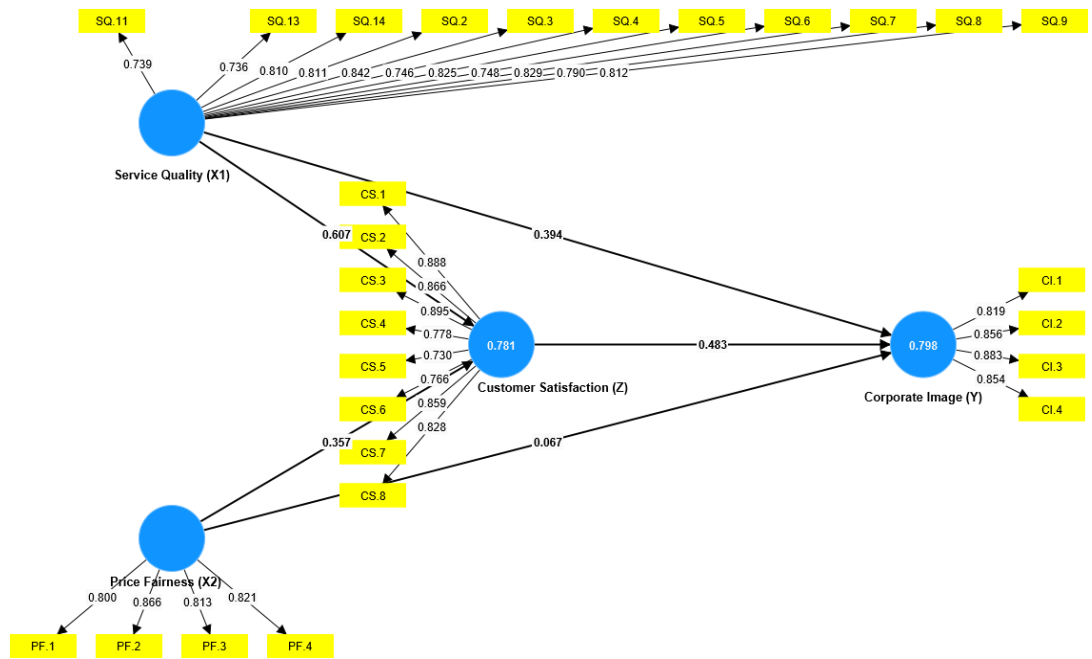 SQ.11 SQ.13 SQ.14 SQ.2 SQ.3 SQ.4 SQ.5 SQ.6 SQ.7 SQ.8 SQ.9
0.739 0.736 0.810 0.811 0.842 0.746 0.825 0.748 0.829 0.790 0.812
Service Quality (X1)
CS.1
0.607 CS.2 0.394
0.888
CS.3 0.866 CI.1
0.895 0.819
CS.4 0.778 CI.2
0.781 0.483 0.798 0.856
CS.5 0.730 CI.3
0.766 0.883
Customer Satisfaction (Z) Corporate Image (Y) 0.854
CS.6 0.859 CI.4
0.828
0.357 CS.7 0.067
CS.8
Price Fairness (X2)
0.800 0.866 0.813 0.821
PF.1 PF.2 PF.3 PF.4